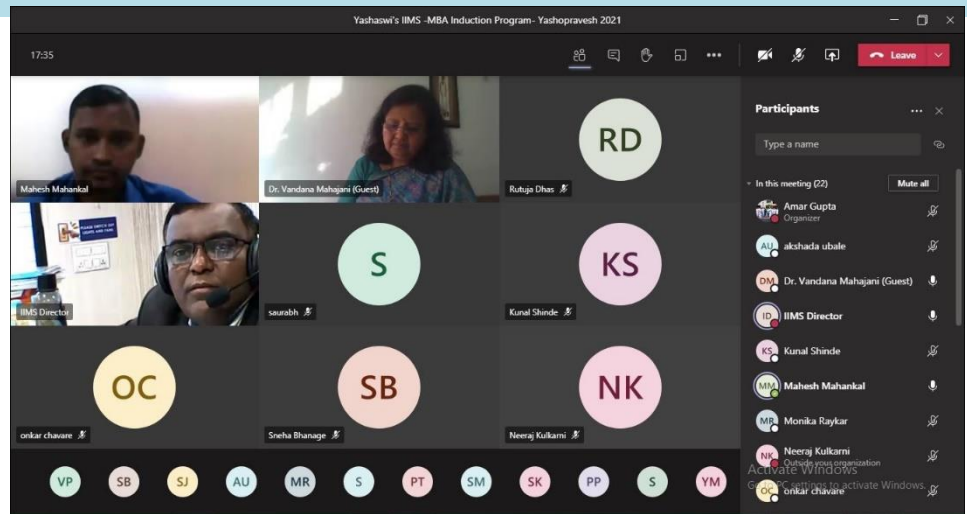 Yashaswi's IIMS -MBA Induction Program- Yashopravesh 2021
17:35
Leave
Mahesh Mahankal
Dr. Vandana Mahajani (Guest)
RD
Rutuja Dhas
IIMS Director
S
saurabh
KS
Kunal Shinde
OC
onkar chavare
SB
Sneha Bhanage
NK
Neeraj Kulkarni
VP
SB
SJ
AU
MR
S
PT
SM
SK
PP
S
YM
Participants
Type a name
In this meeting (22)
Mute all
Amar Gupta
Organizer
AU
akshada ubale
DM
Dr. Vandana Mahajani (Guest)
ID
IIMS Director
KS
Kunal Shinde
MM
Mahesh Mahankal
MR
Monika Raykar
NK
Neeraj Kulkarni
Outside your organization
OC
onkar chavare
Activate Windows
Go to PC settings to activate Windows.